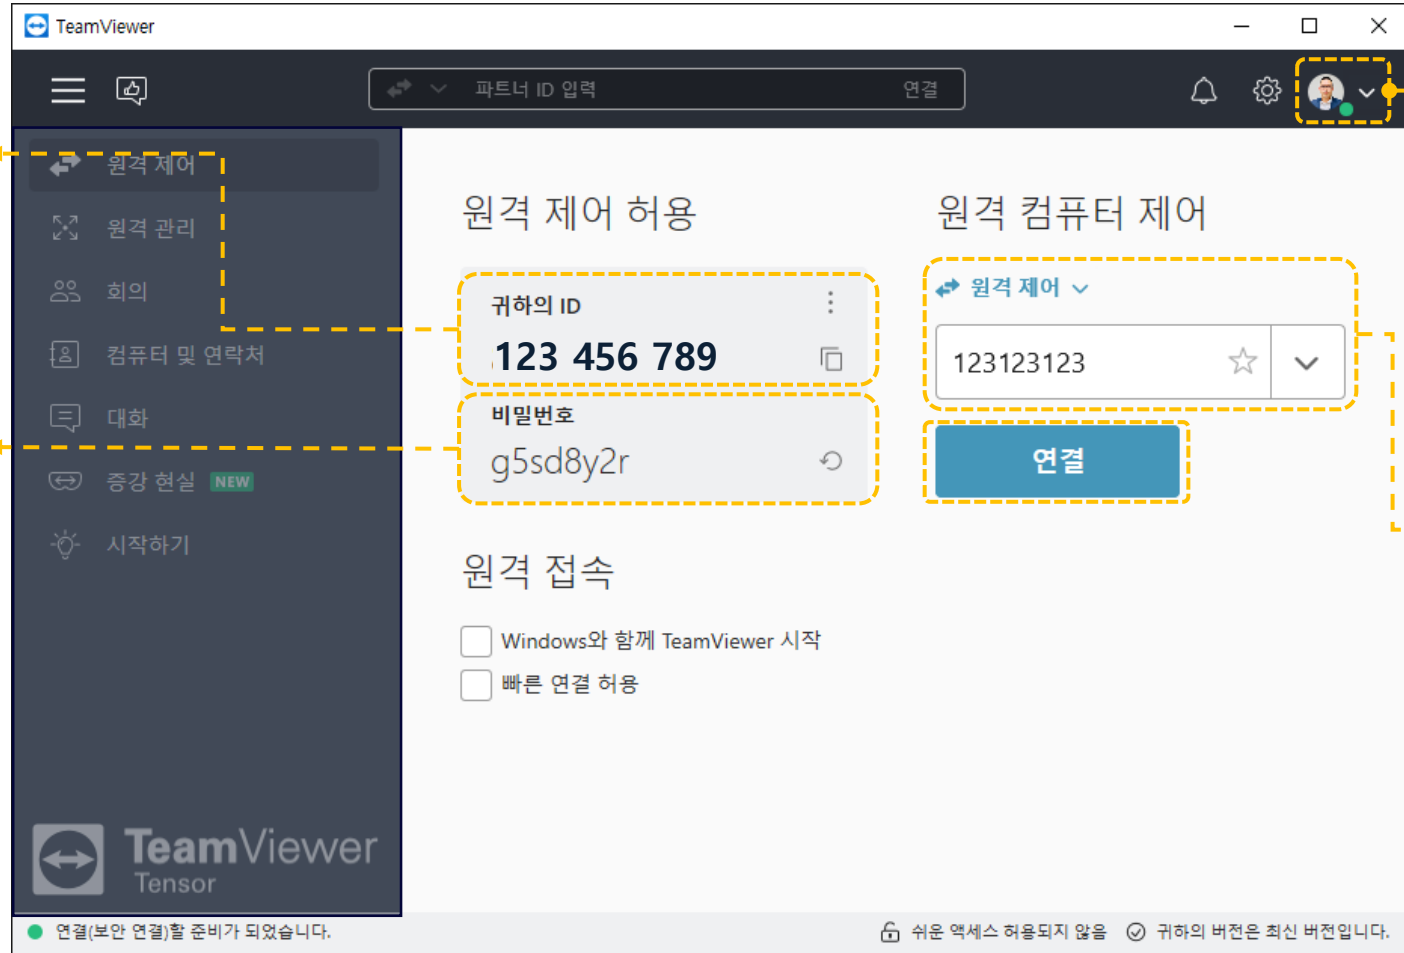 TeamViewer
파트너 ID 입력
연결
원격 제어
원격 관리
회의
컴퓨터 및 연락처
대화
증강 현실 NEW
시작하기
TeamViewer
Tensor
원격 제어 허용
귀하의 ID
123 456 789
비밀번호
g5sd8y2r
원격 접속
Windows와 함께 TeamViewer 시작
빠른 연결 허용
원격 컴퓨터 제어
원격 제어
123123123
연결
연결(보안 연결)할 준비가 되었습니다.
쉬운 액세스 허용되지 않음
귀하의 버전은 최신 버전입니다.